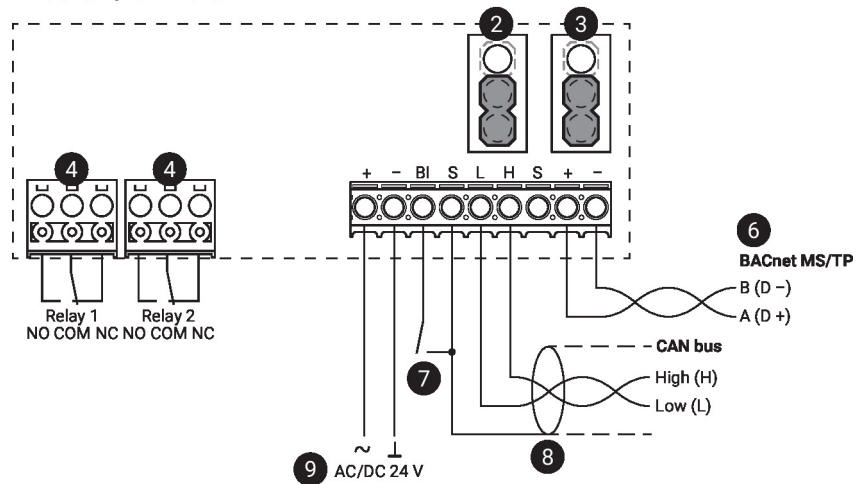 2 3
4 4
+ − BI S L H S + −
6
BACnet MS/TP
B (D −)
A (D +)
Relay 1 Relay 2
NO COM NC NO COM NC
CAN bus
7
High (H)
Low (L)
8
~
9 AC/DC 24 V